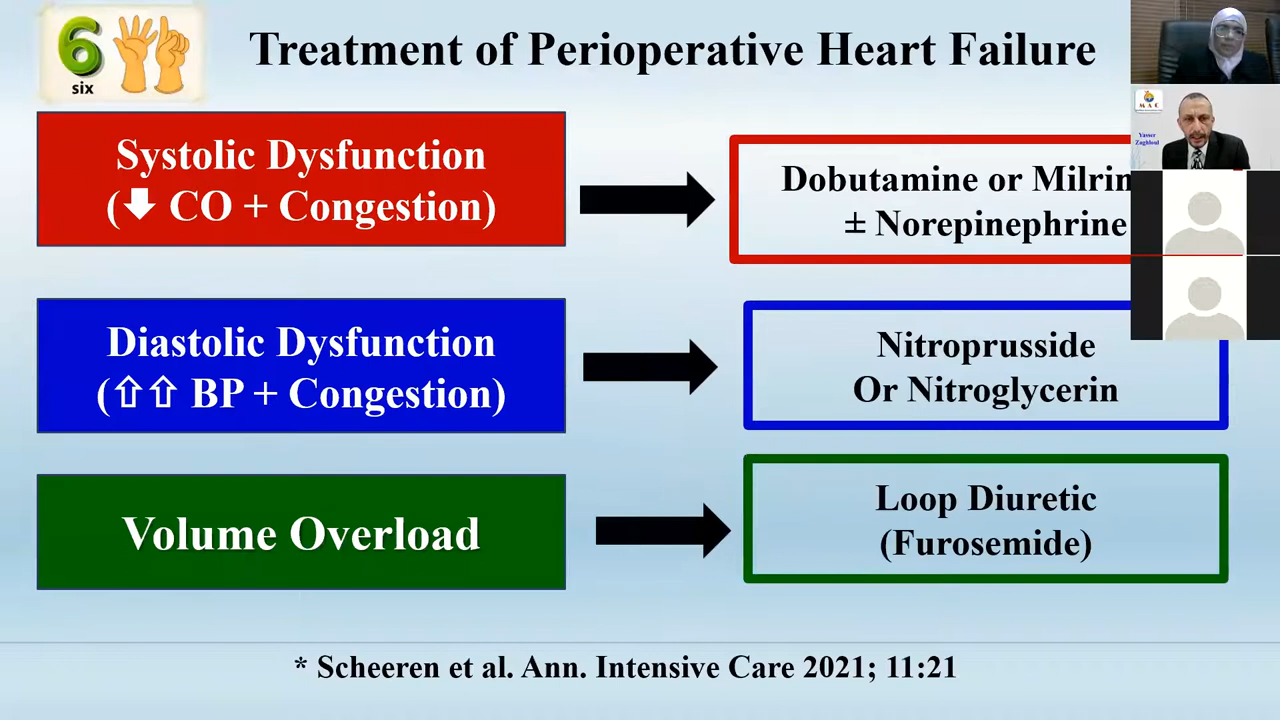 6
six
Treatment of Perioperative Heart Failure
Systolic Dysfunction
(⬇ CO + Congestion)
Dobutamine or
± Norepinephrine
Diastolic Dysfunction
(⇧⇧ BP + Congestion)
Nitroprusside
Or Nitroglycerin
Volume Overload
Loop Diuretic
(Furosemide)
* Scheeren et al. Ann. Intensive Care 2021; 11:21
M A C
Yasser
Zaghloul